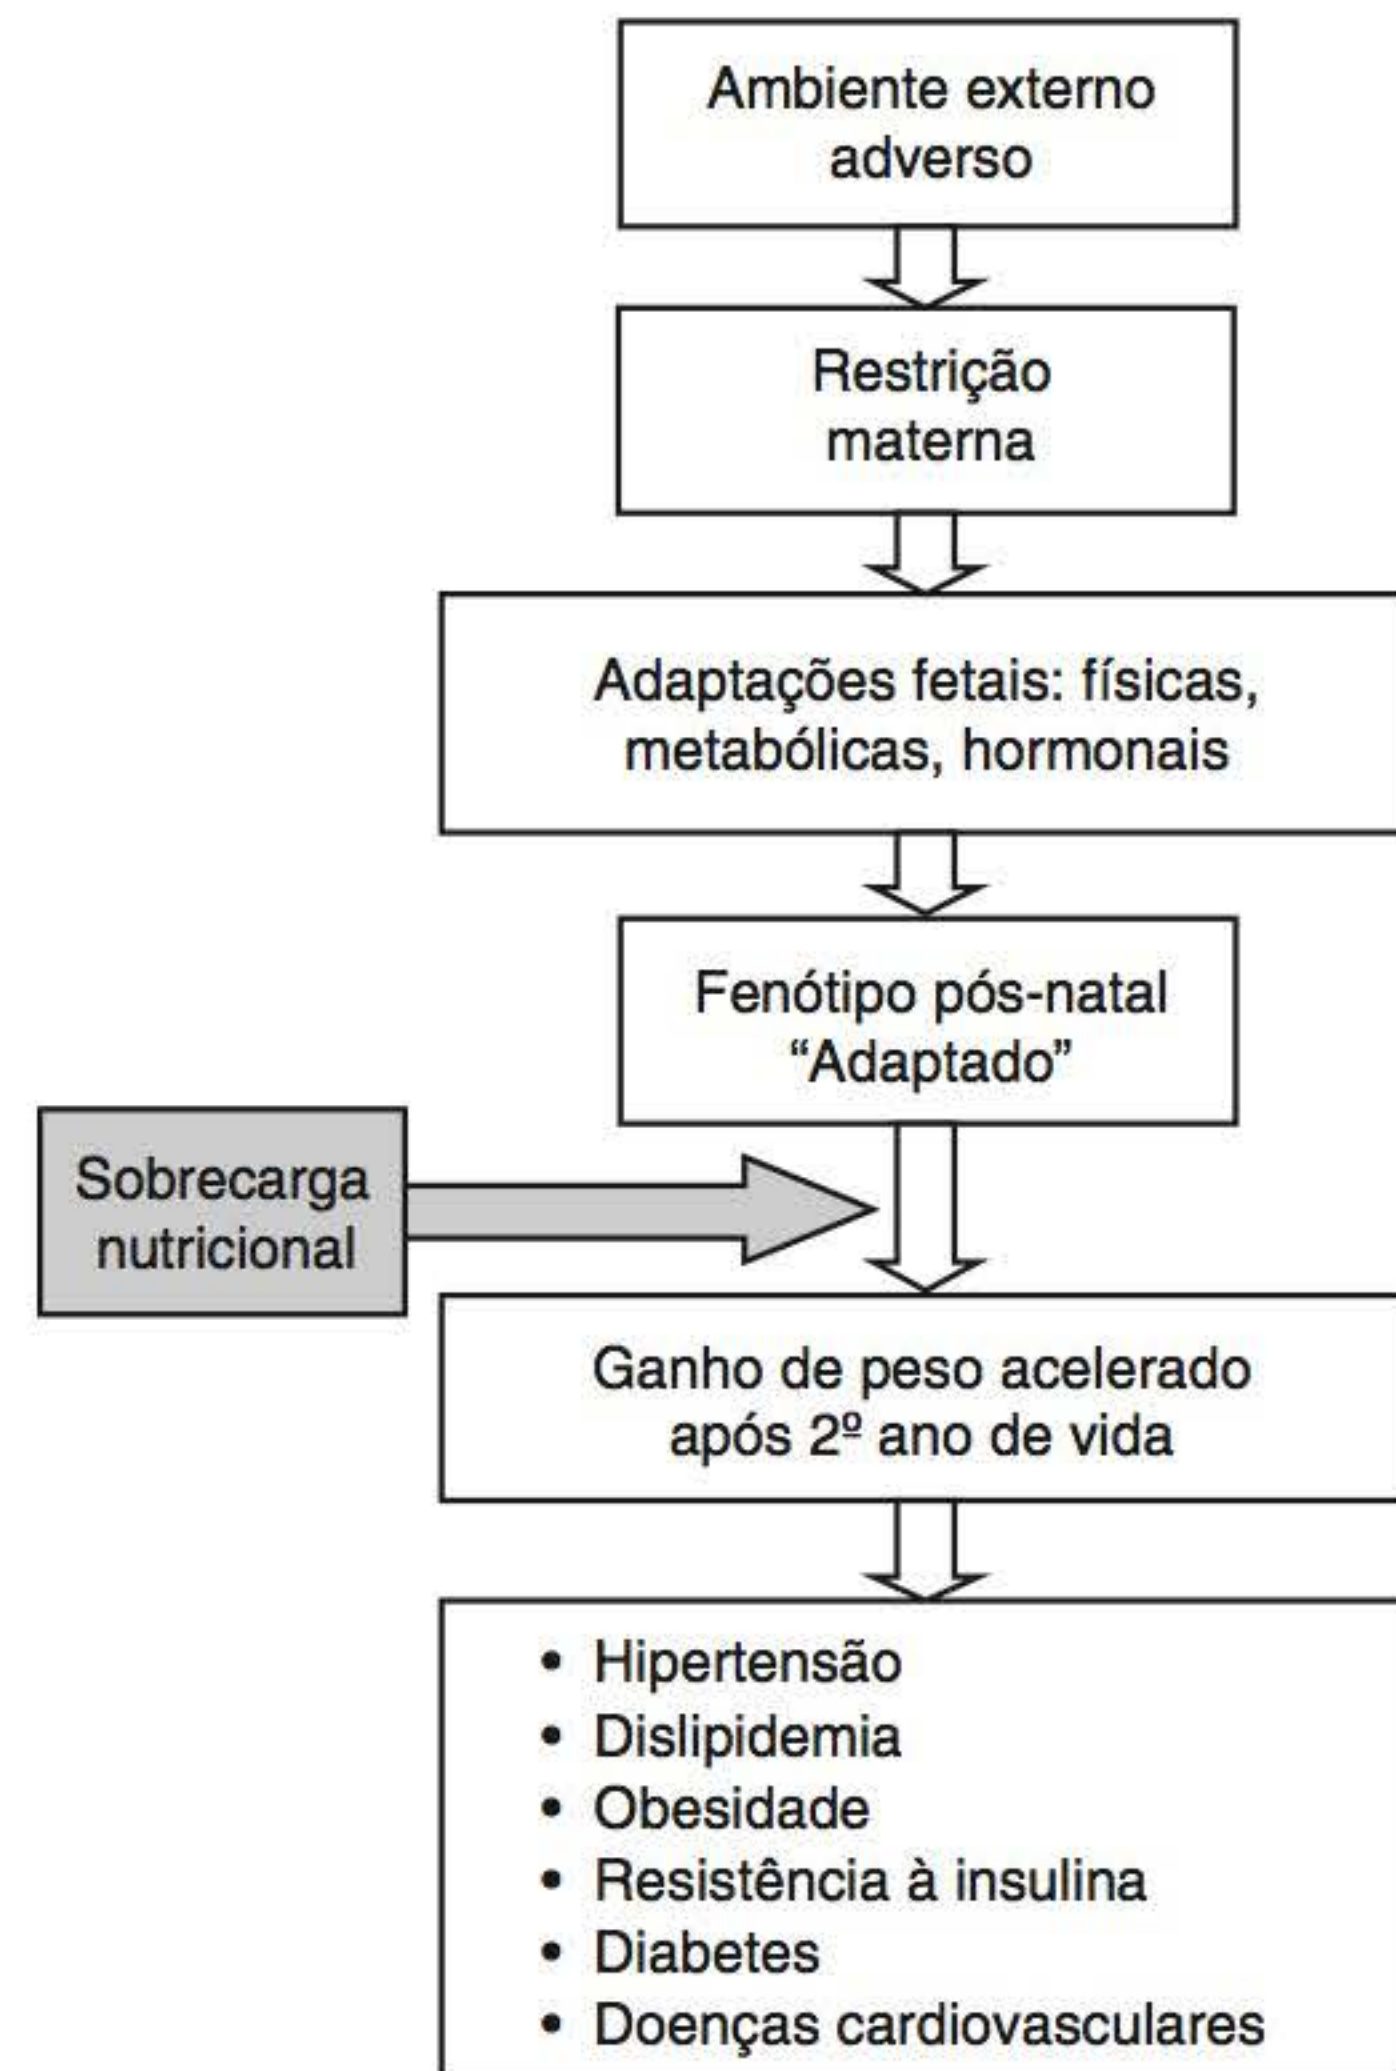 Ambiente externo
adverso
Restrição
materna
Adaptações fetais: físicas,
metabólicas, hormonais
Fenótipo pós-natal
“Adaptado”
Sobrecarga
nutricional
Ganho de peso acelerado
após 2º ano de vida
• Hipertensão
• Dislipidemia
• Obesidade
• Resistência à insulina
• Diabetes
• Doenças cardiovasculares